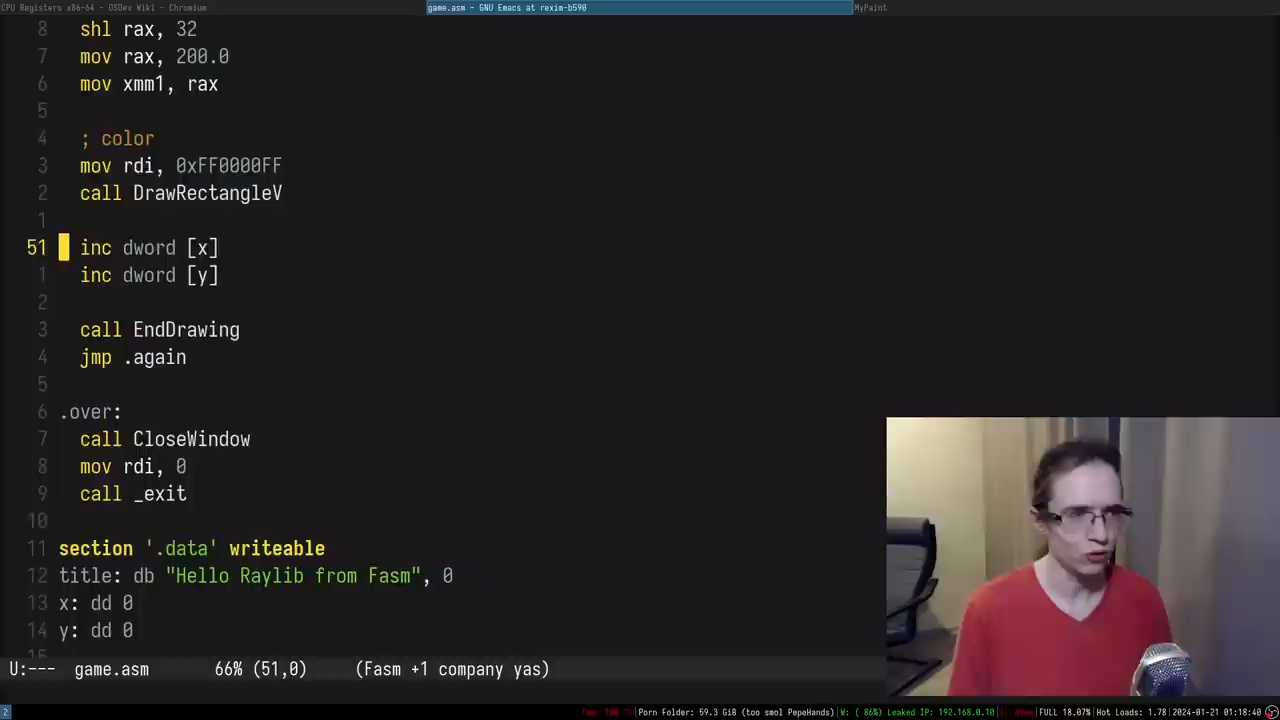 CPU Registers x86-64 - OSDev Wiki - Chromium
game.asm - GNU Emacs at rexim-b590
MyPaint
8 shl rax, 32
7 mov rax, 200.0
6 mov xmm1, rax
5
4 ; color
3 mov rdi, 0xFF0000FF
2 call DrawRectangleV
1
51 inc dword [x]
1 inc dword [y]
2
3 call EndDrawing
4 jmp .again
5
6 .over:
7 call CloseWindow
8 mov rdi, 0
9 call _exit
10
11 section '.data' writeable
12 title: db "Hello Raylib from Fasm", 0
13 x: dd 0
14 y: dd 0
15
U:--- game.asm 66% (51,0) (Fasm +1 company yas)
2
Porn Folder: 59.3 GiB (too smol PepeHands) W: ( 86%) Leaked IP: 192.168.0.10 FULL 18.07% Hot Loads: 1.78 2024-01-21 01:18:40